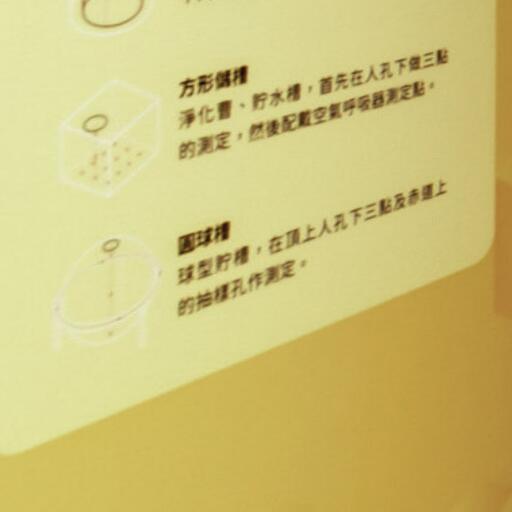 方形儲槽
淨化曹、貯水槽，首先在人孔下做三點
的測定，然後配戴空氣呼吸器測定點。
圓球槽
球型貯槽，在頂上人孔下三點及赤道上
的抽樣孔作測定。